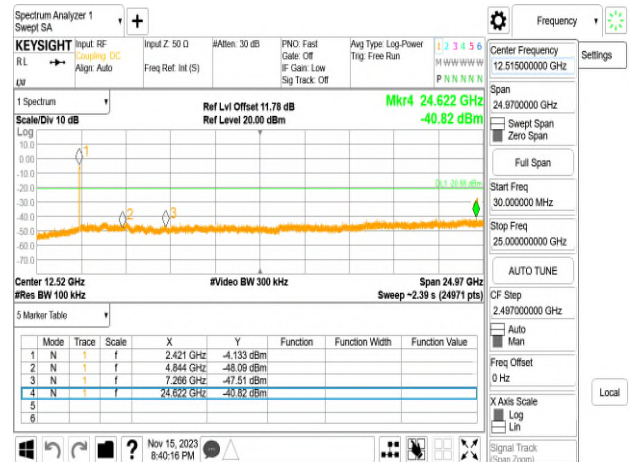 Spectrum Analyzer 1
Swept SA
+
Frequency
KEYSIGHT Input: RF Input Z: 50 Ω #Atten: 30 dB PNO: Fast Avg Type: Log-Power 1 2 3 4 5 6
RL Coupling: DC Gate: Off Trig: Free Run M W W W W W
Align: Auto Freq Ref: Int (S) IF Gain: Low P N N N N N
Sig Track: Off
LXI
Center Frequency
12.515000000 GHz
Settings
Span
24.9700000 GHz
Swept Span
Zero Span
Full Span
Start Freq
30.000000 MHz
Stop Freq
25.000000000 GHz
AUTO TUNE
CF Step
2.497000000 GHz
Auto
Man
Freq Offset
0 Hz
X Axis Scale
Log
Lin
Local
Signal Track
(Span Zoom)
1 Spectrum
Scale/Div 10 dB
Ref Lvl Offset 11.78 dB
Ref Level 20.00 dBm
Mkr4 24.622 GHz
-40.82 dBm
Log
10.0
0.00
-10.0
-20.0
-30.0
-40.0
-50.0
-60.0
-70.0
1
2
3
Center 12.52 GHz #Video BW 300 kHz Span 24.97 GHz
#Res BW 100 kHz Sweep ~2.39 s (24971 pts)
5 Marker Table
Mode Trace Scale X Y Function Function Width Function Value
1 N 1 f 2.421 GHz -4.133 dBm
2 N 1 f 4.844 GHz -48.09 dBm
3 N 1 f 7.266 GHz -47.51 dBm
4 N 1 f 24.622 GHz -40.82 dBm
5
6
? Nov 15, 2023
8:40:16 PM